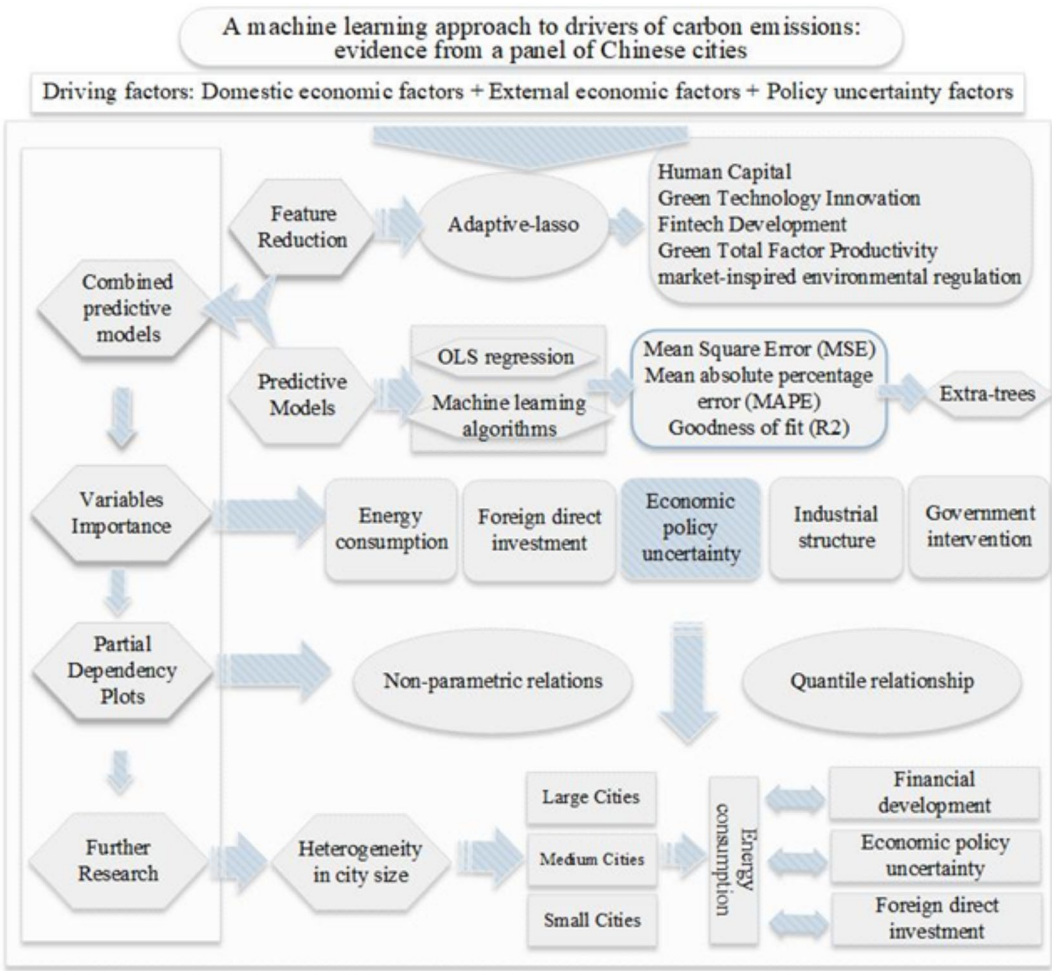 A machine learning approach to drivers of carbon emissions:
evidence from a panel of Chinese cities
Driving factors: Domestic economic factors + External economic factors + Policy uncertainty factors
Feature
Reduction
Adaptive-lasso
Human Capital
Green Technology Innovation
Fintech Development
Green Total Factor Productivity
market-inspired environmental regulation
Combined
predictive
models
Predictive
Models
OLS regression
Machine learning
algorithms
Mean Square Error (MSE)
Mean absolute percentage
error (MAPE)
Goodness of fit (R2)
Extra-trees
Variables
Importance
Energy
consumption
Foreign direct
investment
Economic
policy
uncertainty
Industrial
structure
Government
intervention
Partial
Dependency
Plots
Non-parametric relations
Quantile relationship
Further
Research
Heterogeneity
in city size
Large Cities
Medium Cities
Small Cities
Energy
consumption
Financial
development
Economic policy
uncertainty
Foreign direct
investment